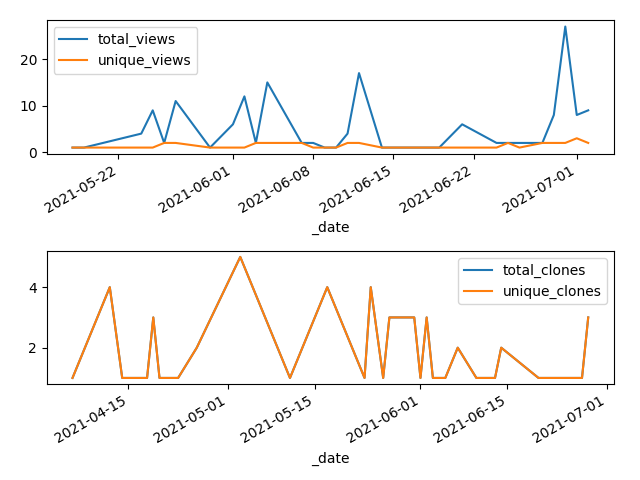 20
10
0
total_views
unique_views
2021-05-22
2021-06-01
2021-06-08
2021-06-15
2021-06-22
2021-07-01
_date
4
2
total_clones
unique_clones
2021-04-15
2021-05-01
2021-05-15
2021-06-01
2021-06-15
2021-07-01
_date